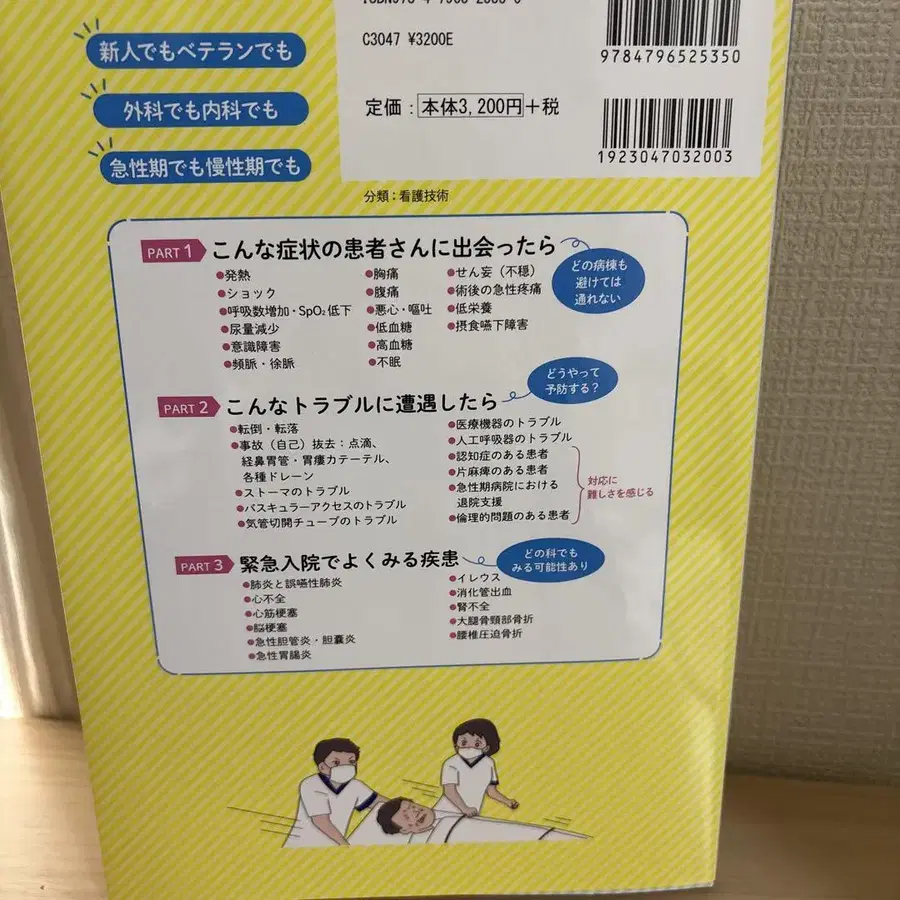 C3047 ¥3200E
9784796525350
定価：本体3,200円+税
1923047032003
分類：看護技術
新人でもベテランでも
外科でも内科でも
急性期でも慢性期でも
PART 1 こんな症状の患者さんに出会ったら
どの病棟も
避けては
通れない
●発熱
●ショック
●呼吸数増加・SpO₂低下
●尿量減少
●意識障害
●頻脈・徐脈
●胸痛
●腹痛
●悪心・嘔吐
●低血糖
●高血糖
●不眠
●せん妄（不穏）
●術後の急性疼痛
●低栄養
●摂食嚥下障害
PART 2 こんなトラブルに遭遇したら
どうやって
予防する？
●転倒・転落
●事故（自己）抜去：点滴、
経鼻胃管・胃瘻カテーテル、
各種ドレーン
●ストーマのトラブル
●バスキュラーアクセスのトラブル
●気管切開チューブのトラブル
●医療機器のトラブル
●人工呼吸器のトラブル
●認知症のある患者
●片麻痺のある患者
●急性期病院における
退院支援
●倫理的問題のある患者
対応に
難しさを感じる
PART 3 緊急入院でよくみる疾患
どの科でも
みる可能性あり
●肺炎と誤嚥性肺炎
●心不全
●心筋梗塞
●脳梗塞
●急性胆管炎・胆嚢炎
●急性胃腸炎
●イレウス
●消化管出血
●腎不全
●大腿骨頸部骨折
●腰椎圧迫骨折